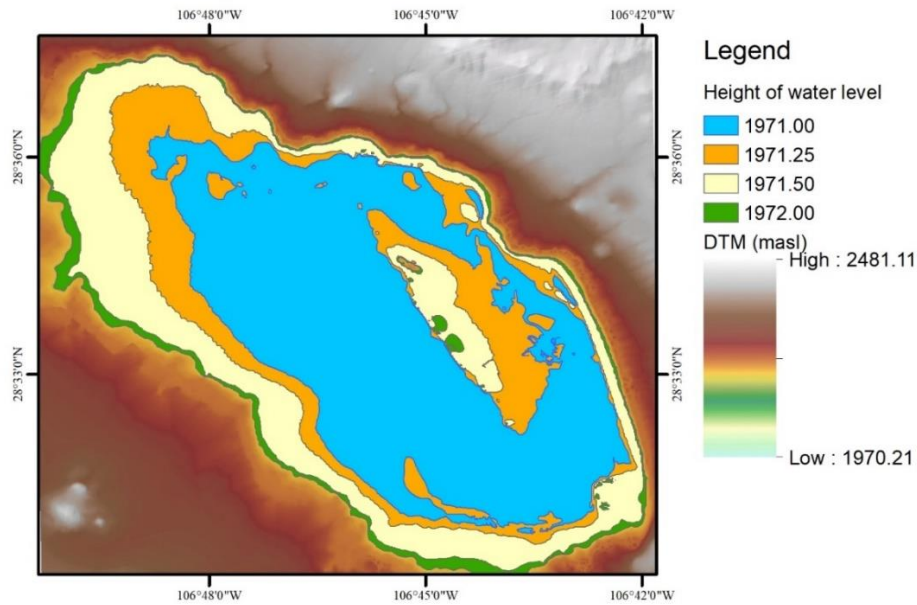 106°48'0"W 106°45'0"W 106°42'0"W
28°36'0"N 28°36'0"N
28°33'0"N 28°33'0"N
106°48'0"W 106°45'0"W 106°42'0"W
Legend
Height of water level
1971.00
1971.25
1971.50
1972.00
DTM (masl)
High : 2481.11
Low : 1970.21